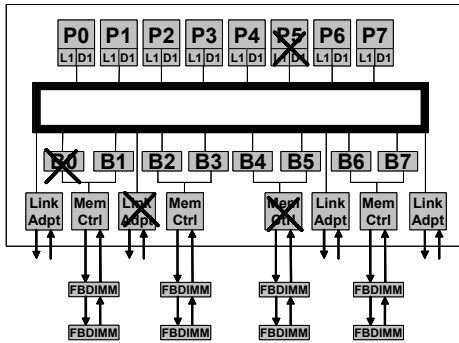 P0 P1 P2 P3 P4 P5 P6 P7
L1 D1 L1 D1 L1 D1 L1 D1 L1 D1 L1 D1 L1 D1 L1 D1
B0 B1 B2 B3 B4 B5 B6 B7
Link Mem Link Mem Mem Link Mem Link
Adpt Ctrl Adpt Ctrl Ctrl Adpt Ctrl Adpt
FBDIMM FBDIMM FBDIMM FBDIMM
FBDIMM FBDIMM FBDIMM FBDIMM